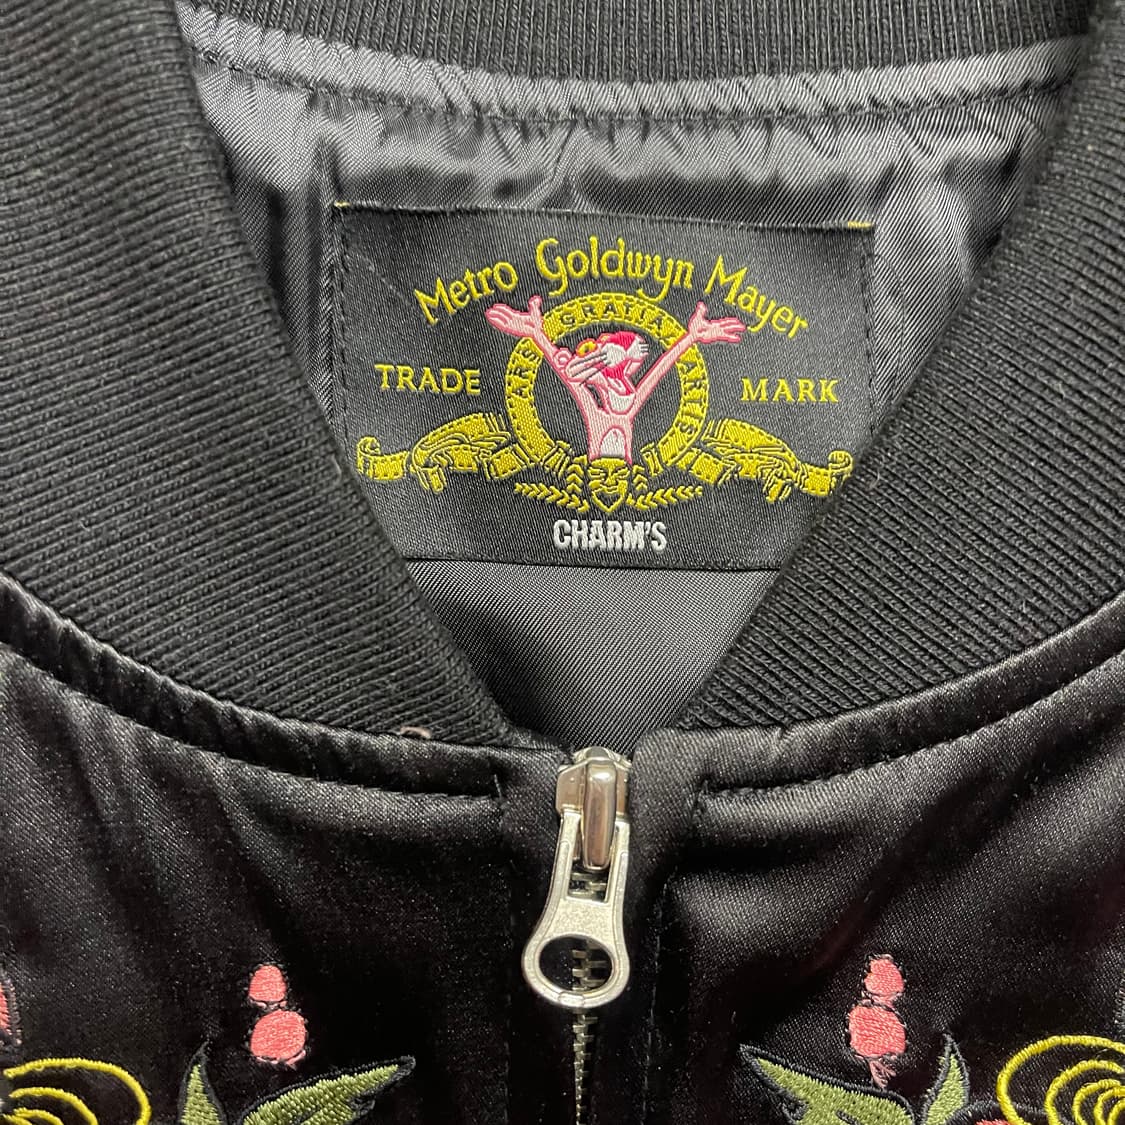 Metro Goldwyn Mayer
ARS GRATIA ARTIS
TRADE MARK
CHARM'S